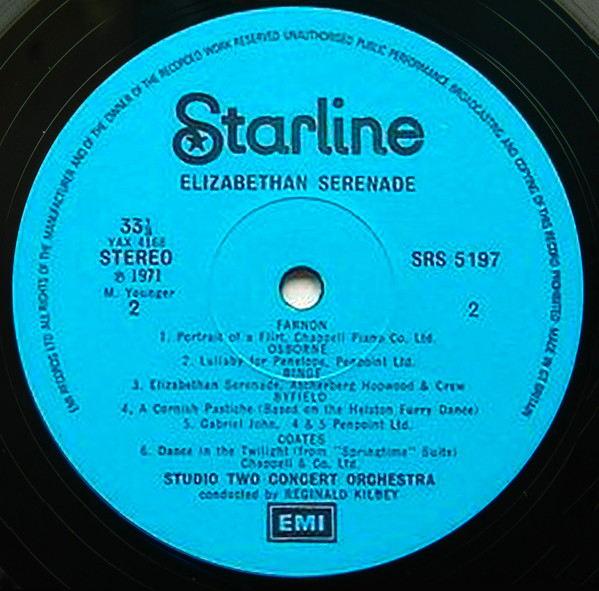 EMI RECORDS LTD ALL RIGHTS OF THE MANUFACTURER AND OF THE OWNER OF THE RECORDED WORK RESERVED UNAUTHORISED PUBLIC PERFORMANCE BROADCASTING AND COPYING OF THIS RECORD PROHIBITED MADE IN GT BRITAIN
Starline
ELIZABETHAN SERENADE
33⅓
YAX 4168
STEREO
℗ 1971
M. Younger
2
SRS 5197
2
FARNON
1. Portrait of a Flirt, Chappell Piano Co. Ltd.
OSBORNE
2. Lullaby for Penelope, Penpoint Ltd.
BINGE
3. Elizabethan Serenade, Ascherberg Hopwood & Crew
BYFIELD
4. A Cornish Pastiche (Based on the Helston Furry Dance)
5. Gabriel John, 4 & 5 Penpoint Ltd.
COATES
6. Dance in the Twilight (from "Springtime" Suite)
Chappell & Co. Ltd.
STUDIO TWO CONCERT ORCHESTRA
conducted by REGINALD KILBEY
EMI